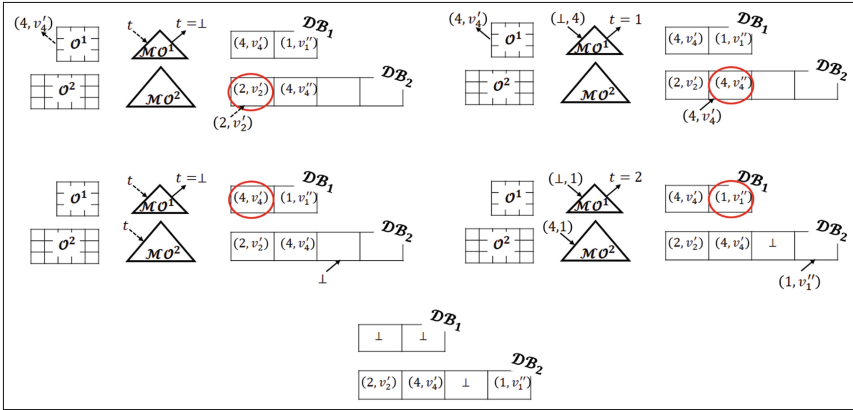 (4, v′₄) t t = ⊥ 𝒟ℬ₁
𝒪¹ ℳ𝒪¹ (4, v′₄) (1, v″₁)
𝒪² ℳ𝒪² (2, v′₂) (4, v″₄) 𝒟ℬ₂
(2, v′₂)
(4, v′₄) (⊥, 4) t = 1 𝒟ℬ₁
𝒪¹ ℳ𝒪¹ (4, v′₄) (1, v″₁)
𝒪² ℳ𝒪² (2, v′₂) (4, v″₄) 𝒟ℬ₂
(4, v′₄)
t t = ⊥ 𝒟ℬ₁
𝒪¹ ℳ𝒪¹ (4, v′₄) (1, v″₁)
𝒪² t ℳ𝒪² (2, v′₂) (4, v′₄) 𝒟ℬ₂
⊥
(⊥, 1) t = 2 𝒟ℬ₁
𝒪¹ ℳ𝒪¹ (4, v′₄) (1, v″₁)
𝒪² (4,1) ℳ𝒪² (2, v′₂) (4, v′₄) ⊥ 𝒟ℬ₂
(1, v″₁)
⊥ ⊥ 𝒟ℬ₁
(2, v′₂) (4, v′₄) ⊥ (1, v″₁) 𝒟ℬ₂